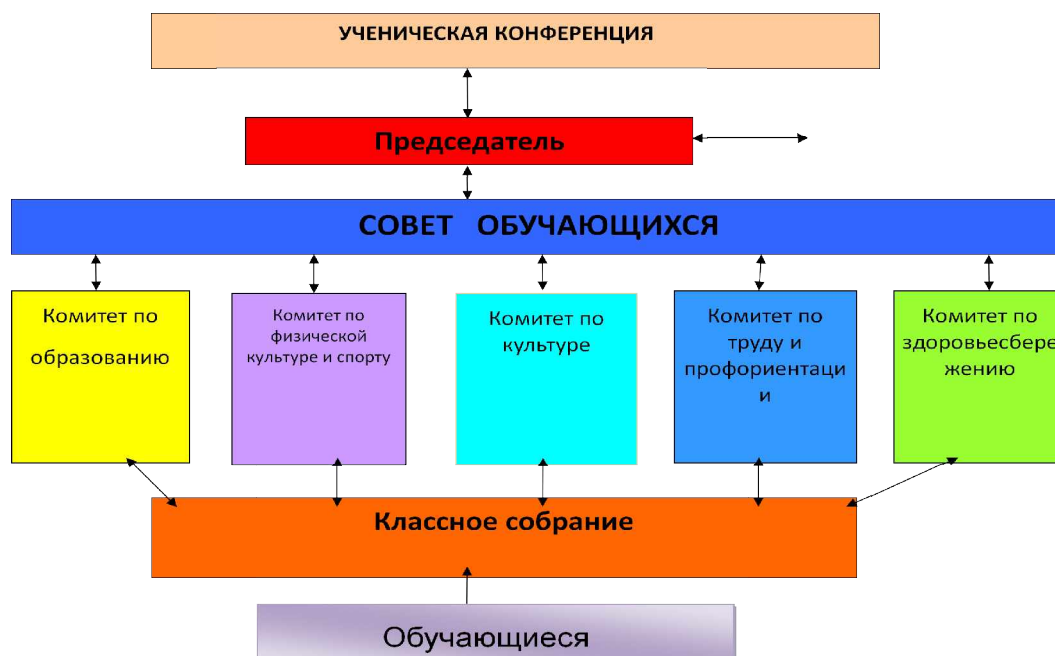 УЧЕНИЧЕСКАЯ КОНФЕРЕНЦИЯ
Председатель
СОВЕТ ОБУЧАЮЩИХСЯ
Комитет по
образованию
Комитет по
физической
культуре и спорту
Комитет по
культуре
Комитет по
труду и
профориентаци
и
Комитет по
здоровьесбере
жению
Классное собрание
Обучающиеся